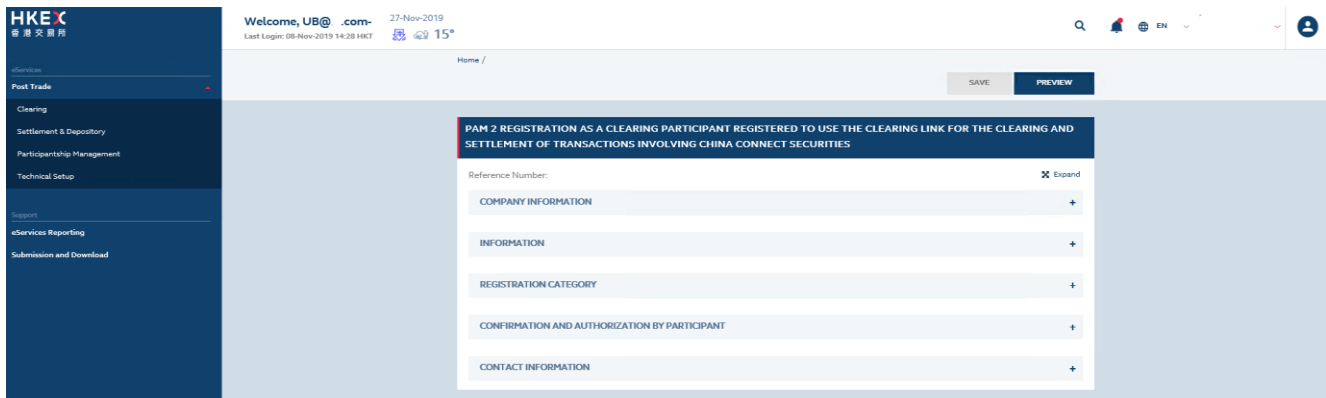 HKEX
香港交易所
Welcome, UB@ .com-
Last Login: 08-Nov-2019 14:28 HKT
27-Nov-2019
15°
EN
eServices
Post Trade
Clearing
Settlement & Depository
Participantship Management
Technical Setup
Support
eServices Reporting
Submission and Download
Home /
SAVE
PREVIEW
PAM 2 REGISTRATION AS A CLEARING PARTICIPANT REGISTERED TO USE THE CLEARING LINK FOR THE CLEARING AND
SETTLEMENT OF TRANSACTIONS INVOLVING CHINA CONNECT SECURITIES
Reference Number:
Expand
COMPANY INFORMATION +
INFORMATION +
REGISTRATION CATEGORY +
CONFIRMATION AND AUTHORIZATION BY PARTICIPANT +
CONTACT INFORMATION +